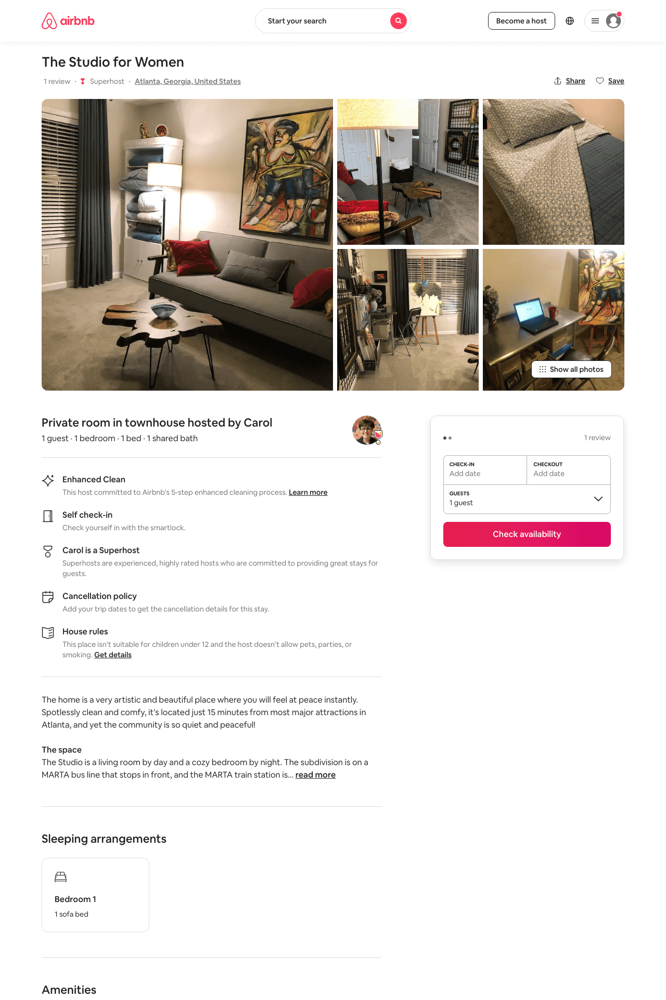 airbnb
Start your search
Become a host
The Studio for Women
1 review · Superhost · Atlanta, Georgia, United States
Share
Save
Show all photos
Private room in townhouse hosted by Carol
1 guest · 1 bedroom · 1 bed · 1 shared bath
1 review
CHECK-IN
Add date
CHECKOUT
Add date
GUESTS
1 guest
Check availability
Enhanced Clean
This host committed to Airbnb's 5-step enhanced cleaning process. Learn more
Self check-in
Check yourself in with the smartlock.
Carol is a Superhost
Superhosts are experienced, highly rated hosts who are committed to providing great stays for
guests.
Cancellation policy
Add your trip dates to get the cancellation details for this stay.
House rules
This place isn’t suitable for children under 12 and the host doesn’t allow pets, parties, or
smoking. Get details
The home is a very artistic and beautiful place where you will feel at peace instantly.
Spotlessly clean and comfy, it’s located just 15 minutes from most major attractions in
Atlanta, and yet the community is so quiet and peaceful!
The space
The Studio is a living room by day and a cozy bedroom by night. The subdivision is on a
MARTA bus line that stops in front, and the MARTA train station is... read more
Sleeping arrangements
Bedroom 1
1 sofa bed
Amenities